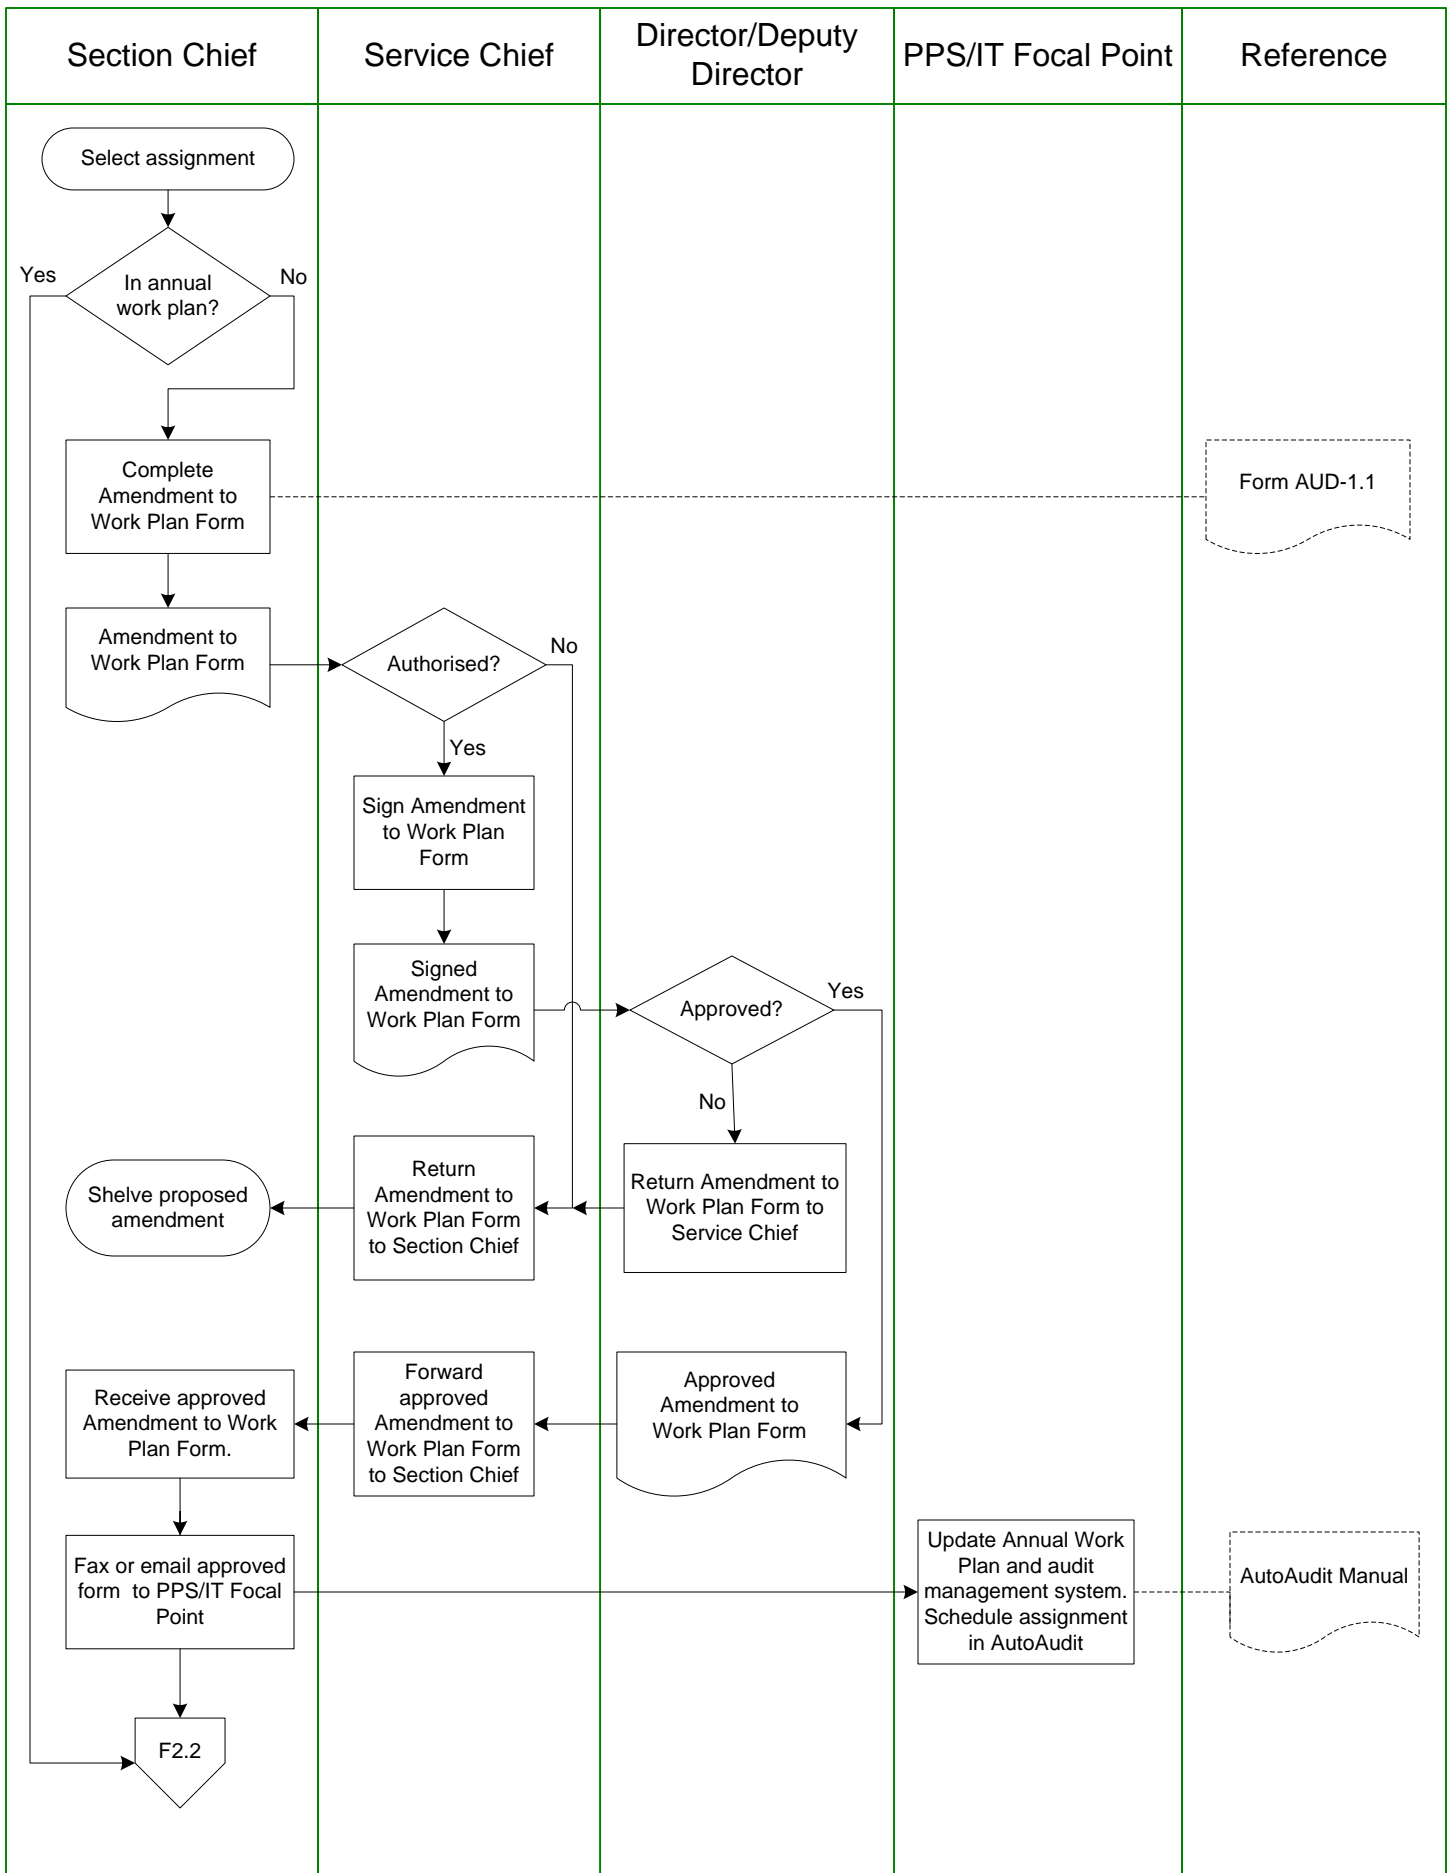 Section Chief
Service Chief
Director/Deputy
Director
PPS/IT Focal Point
Reference
Select assignment
Yes
In annual
work plan?
No
Complete
Amendment to
Work Plan Form
Form AUD-1.1
Amendment to
Work Plan Form
Authorised?
No
Yes
Sign Amendment
to Work Plan
Form
Signed
Amendment to
Work Plan Form
Approved?
Yes
No
Shelve proposed
amendment
Return
Amendment to
Work Plan Form
to Section Chief
Return Amendment to
Work Plan Form to
Service Chief
Receive approved
Amendment to Work
Plan Form.
Forward
approved
Amendment to
Work Plan Form
to Section Chief
Approved
Amendment to
Work Plan Form
Fax or email approved
form to PPS/IT Focal
Point
Update Annual Work
Plan and audit
management system.
Schedule assignment
in AutoAudit
AutoAudit Manual
F2.2